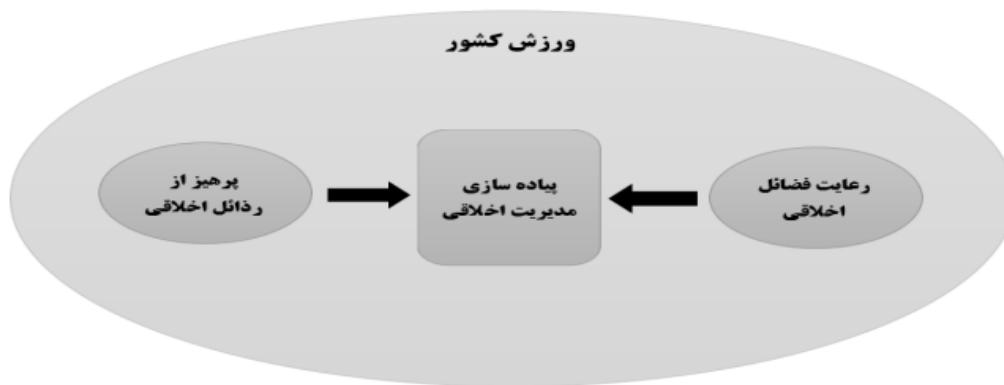 ورزش کشور
رعایت فضائل
اخلاقی
پیاده سازی
مدیریت اخلاقی
پرهیز از
رذائل اخلاقی